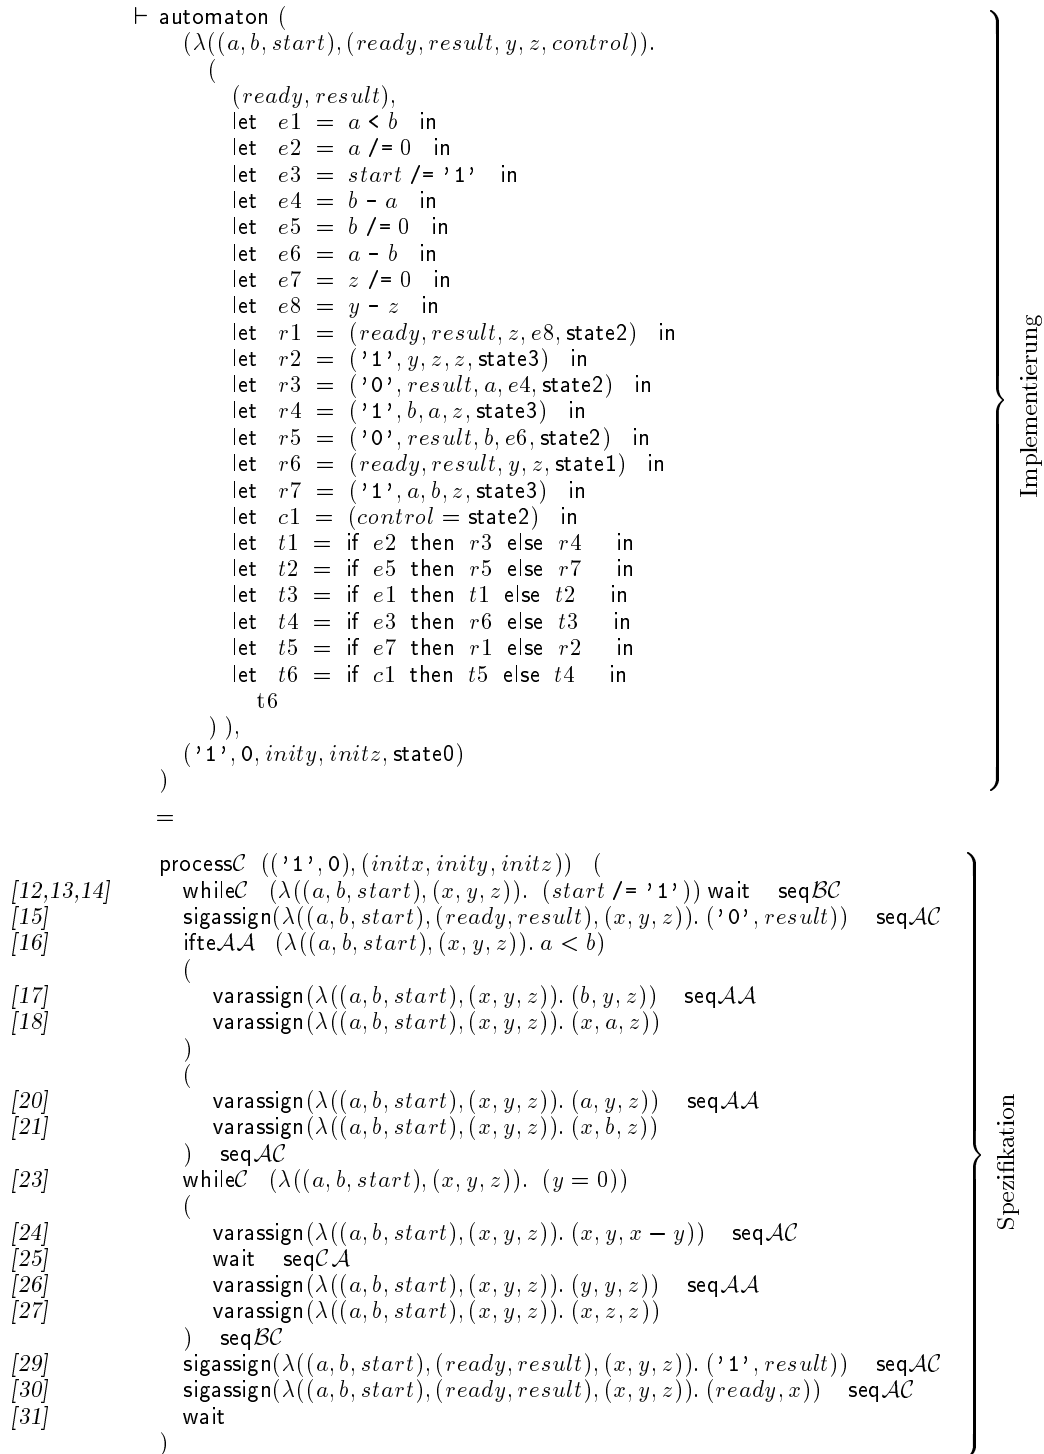 ⊢ automaton (
(λ((a, b, start), (ready, result, y, z, control)).
(
(ready, result),
let e1 = a < b in
let e2 = a /= 0 in
let e3 = start /= '1' in
let e4 = b - a in
let e5 = b /= 0 in
let e6 = a - b in
let e7 = z /= 0 in
let e8 = y - z in
let r1 = (ready, result, z, e8, state2) in
let r2 = ('1', y, z, z, state3) in
let r3 = ('0', result, a, e4, state2) in
let r4 = ('1', b, a, z, state3) in
let r5 = ('0', result, b, e6, state2) in
let r6 = (ready, result, y, z, state1) in
let r7 = ('1', a, b, z, state3) in
let c1 = (control = state2) in
let t1 = if e2 then r3 else r4 in
let t2 = if e5 then r5 else r7 in
let t3 = if e1 then t1 else t2 in
let t4 = if e3 then r6 else t3 in
let t5 = if e7 then r1 else r2 in
let t6 = if c1 then t5 else t4 in
t6
) ),
('1', 0, inity, initz, state0)
)
Implementierung
=
process𝒞 (('1', 0), (initx, inity, initz)) (
[12,13,14] while𝒞 (λ((a, b, start), (x, y, z)). (start /= '1')) wait seqℬ𝒞
[15] sigassign(λ((a, b, start), (ready, result), (x, y, z)). ('0', result)) seq𝒜𝒞
[16] ifte𝒜𝒜 (λ((a, b, start), (x, y, z)). a < b)
(
[17] varassign(λ((a, b, start), (x, y, z)). (b, y, z)) seq𝒜𝒜
[18] varassign(λ((a, b, start), (x, y, z)). (x, a, z))
)
(
[20] varassign(λ((a, b, start), (x, y, z)). (a, y, z)) seq𝒜𝒜
[21] varassign(λ((a, b, start), (x, y, z)). (x, b, z))
) seq𝒜𝒞
[23] while𝒞 (λ((a, b, start), (x, y, z)). (y = 0))
(
[24] varassign(λ((a, b, start), (x, y, z)). (x, y, x − y)) seq𝒜𝒞
[25] wait seq𝒞𝒜
[26] varassign(λ((a, b, start), (x, y, z)). (y, y, z)) seq𝒜𝒜
[27] varassign(λ((a, b, start), (x, y, z)). (x, z, z))
) seqℬ𝒞
[29] sigassign(λ((a, b, start), (ready, result), (x, y, z)). ('1', result)) seq𝒜𝒞
[30] sigassign(λ((a, b, start), (ready, result), (x, y, z)). (ready, x)) seq𝒜𝒞
[31] wait
)
Spezifikation